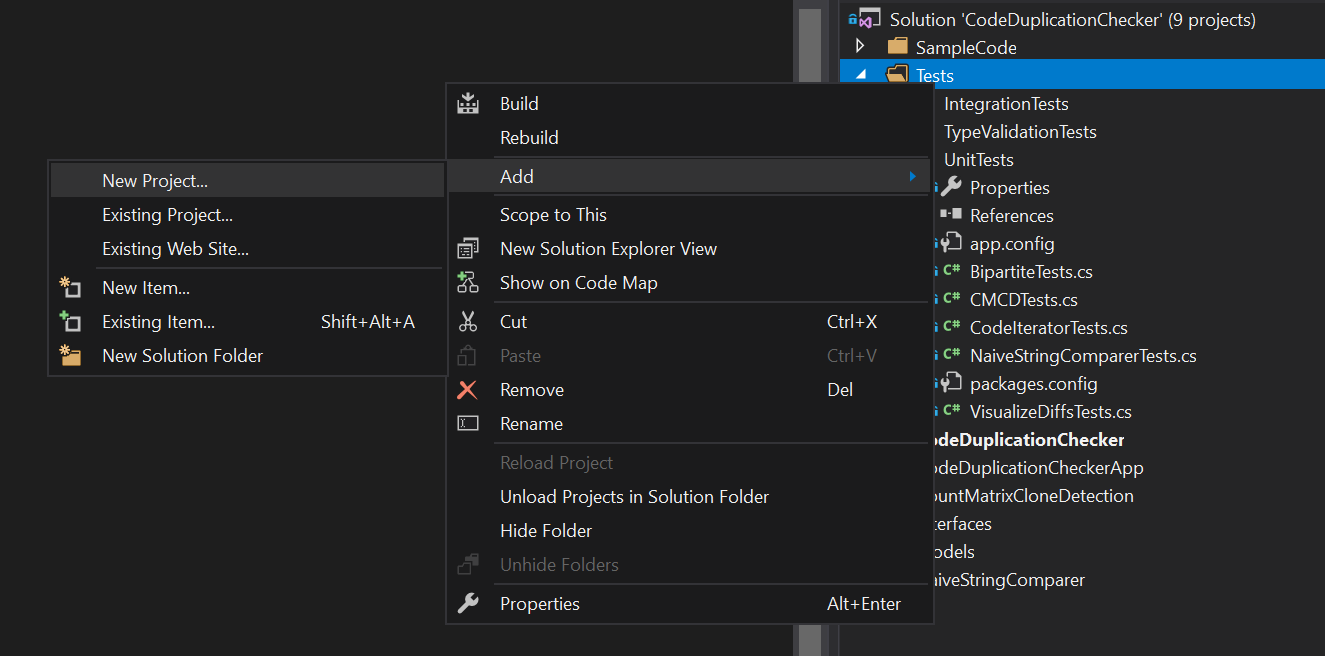 Solution 'CodeDuplicationChecker' (9 projects)
SampleCode
Tests
IntegrationTests
TypeValidationTests
UnitTests
Properties
References
app.config
C# BipartiteTests.cs
C# CMCDTests.cs
C# CodeIteratorTests.cs
C# NaiveStringComparerTests.cs
packages.config
C# VisualizeDiffsTests.cs
odeDuplicationChecker
odeDuplicationCheckerApp
ountMatrixCloneDetection
terfaces
odels
aiveStringComparer
Build
Rebuild
Add
Scope to This
New Solution Explorer View
Show on Code Map
Cut Ctrl+X
Paste Ctrl+V
Remove Del
Rename
Reload Project
Unload Projects in Solution Folder
Hide Folder
Unhide Folders
Properties Alt+Enter
New Project...
Existing Project...
Existing Web Site...
New Item...
Existing Item... Shift+Alt+A
New Solution Folder